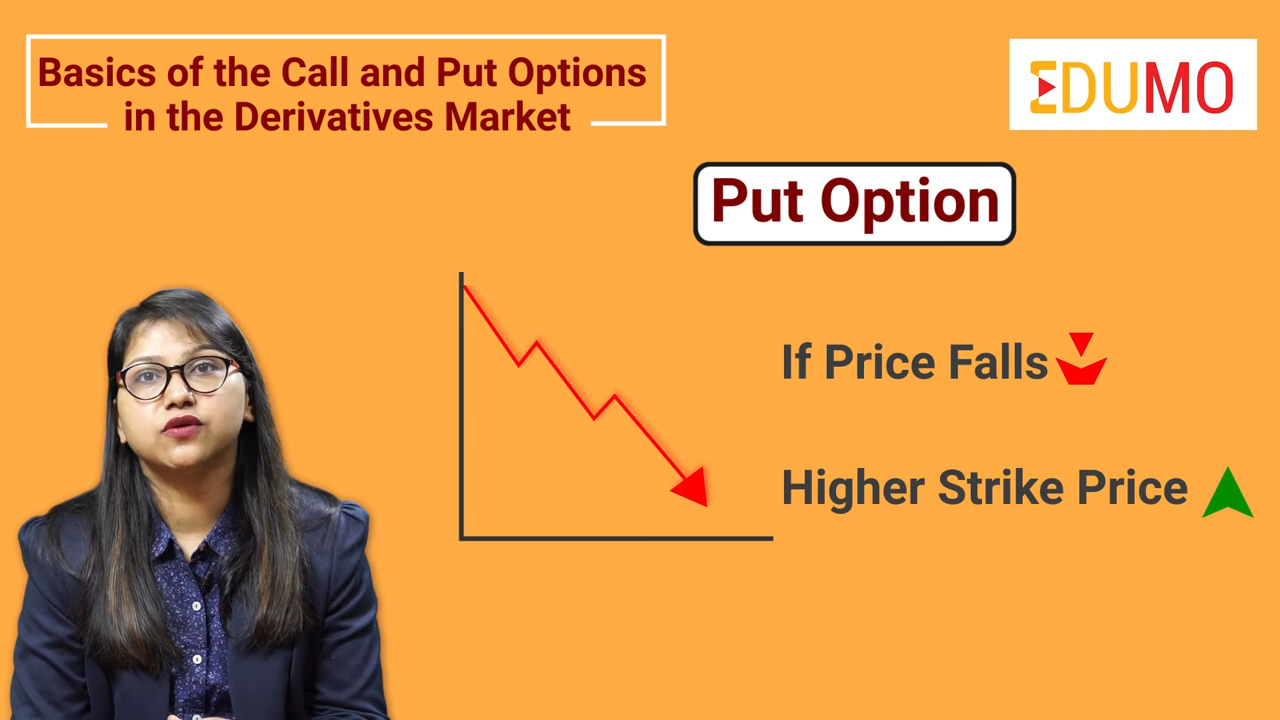 Basics of the Call and Put Options
in the Derivatives Market
EDUMO
Put Option
If Price Falls
Higher Strike Price